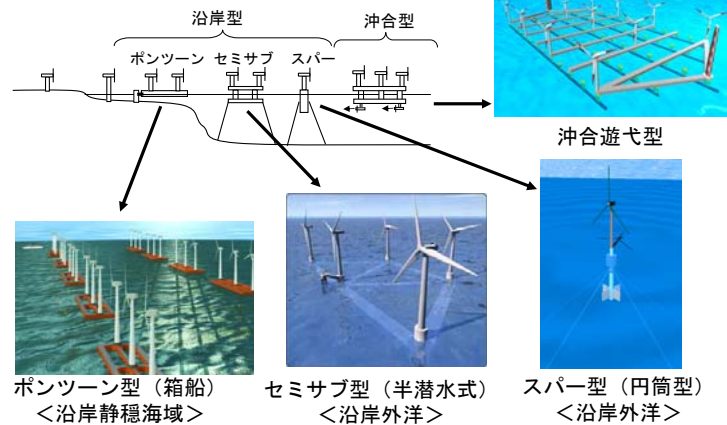 沿岸型
沖合型
ポンツーン
セミサブ
スパー
沖合遊弋型
ポンツーン型（箱船）
＜沿岸静穏海域＞
セミサブ型（半潜水式）
＜沿岸外洋＞
スパー型（円筒型）
＜沿岸外洋＞